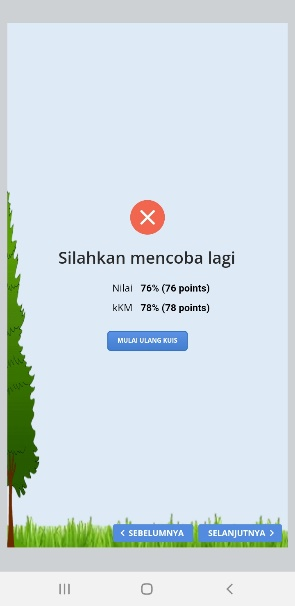 Silahkan mencoba lagi
Nilai 76% (76 points)
kKM 78% (78 points)
MULAI ULANG KUIS
SEBELUMNYA SELANJUTNYA